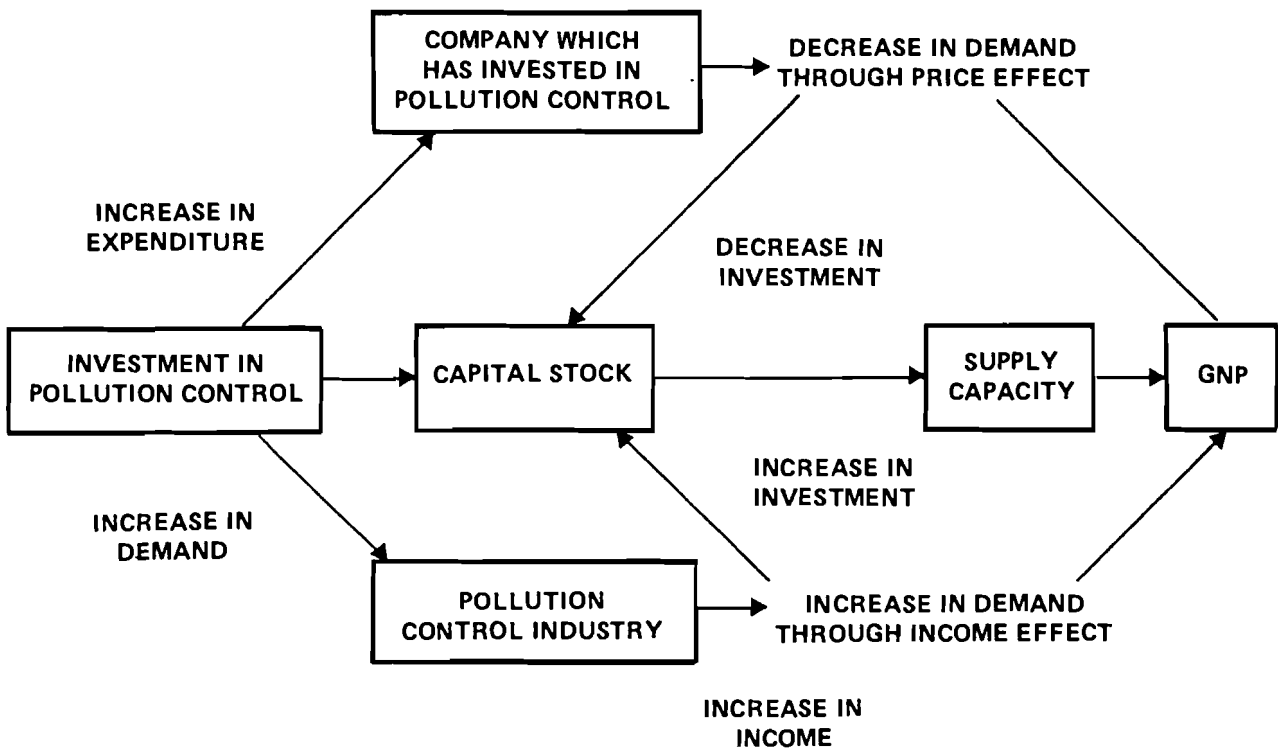 COMPANY WHICH
HAS INVESTED IN
POLLUTION CONTROL
DECREASE IN DEMAND
THROUGH PRICE EFFECT
INCREASE IN
EXPENDITURE
DECREASE IN
INVESTMENT
INVESTMENT IN
POLLUTION CONTROL
CAPITAL STOCK
SUPPLY
CAPACITY
GNP
INCREASE IN
INVESTMENT
INCREASE IN
DEMAND
POLLUTION
CONTROL INDUSTRY
INCREASE IN DEMAND
THROUGH INCOME EFFECT
INCREASE IN
INCOME